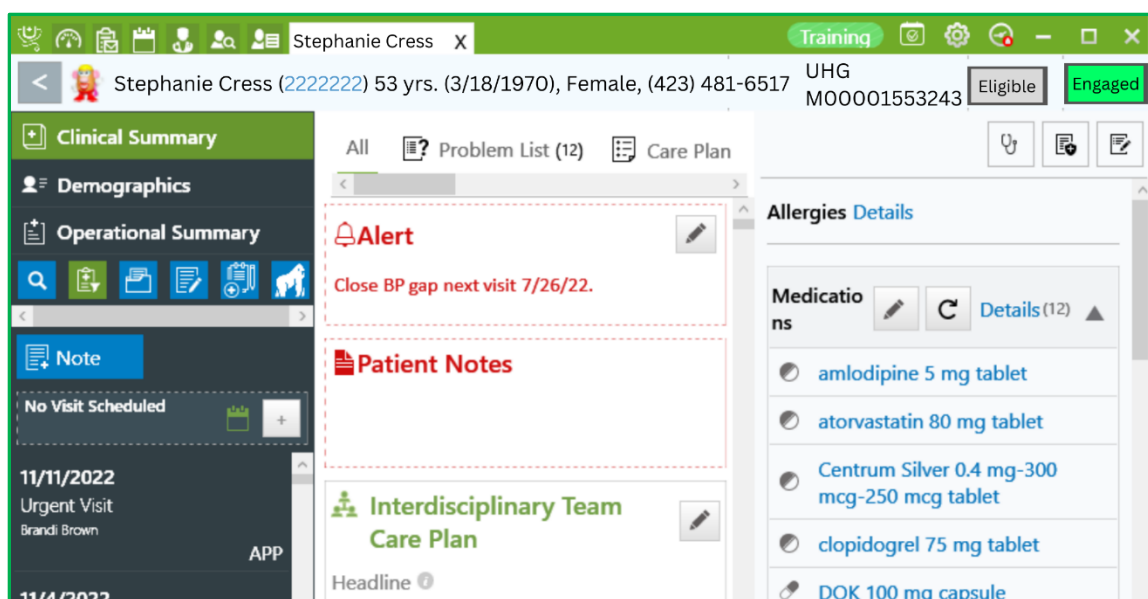 Stephanie Cress X
Training
Stephanie Cress (2222222) 53 yrs. (3/18/1970), Female, (423) 481-6517
UHG
M00001553243
Eligible
Engaged
Clinical Summary
Demographics
Operational Summary
Note
No Visit Scheduled
+
11/11/2022
Urgent Visit
Brandi Brown
APP
11/4/2022
All
Problem List (12)
Care Plan
Alert
Close BP gap next visit 7/26/22.
Patient Notes
Interdisciplinary Team
Care Plan
Headline
Allergies Details
Medicatio
ns
Details (12)
amlodipine 5 mg tablet
atorvastatin 80 mg tablet
Centrum Silver 0.4 mg-300
mcg-250 mcg tablet
clopidogrel 75 mg tablet
DOK 100 mg capsule